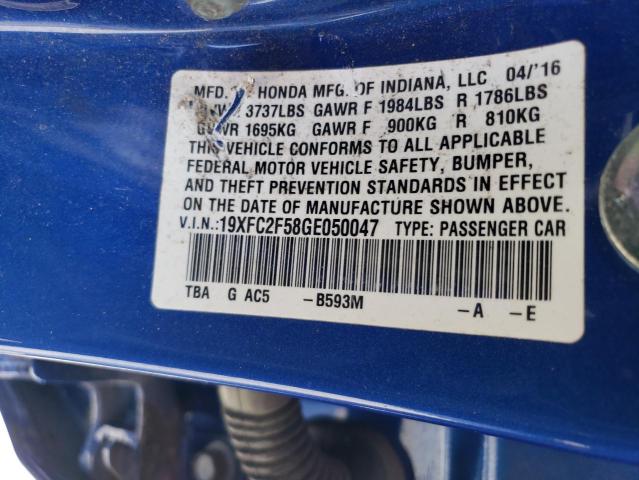 MFD. HONDA MFG. OF INDIANA, LLC 04/'16
3737LBS GAWR F 1984LBS R 1786LBS
1695KG GAWR F 900KG R 810KG
THIS VEHICLE CONFORMS TO ALL APPLICABLE
FEDERAL MOTOR VEHICLE SAFETY, BUMPER,
AND THEFT PREVENTION STANDARDS IN EFFECT
ON THE DATE OF MANUFACTURE SHOWN ABOVE.
V.I.N.:19XFC2F58GE050047 TYPE: PASSENGER CAR
TBA G AC5 -B593M -A -E